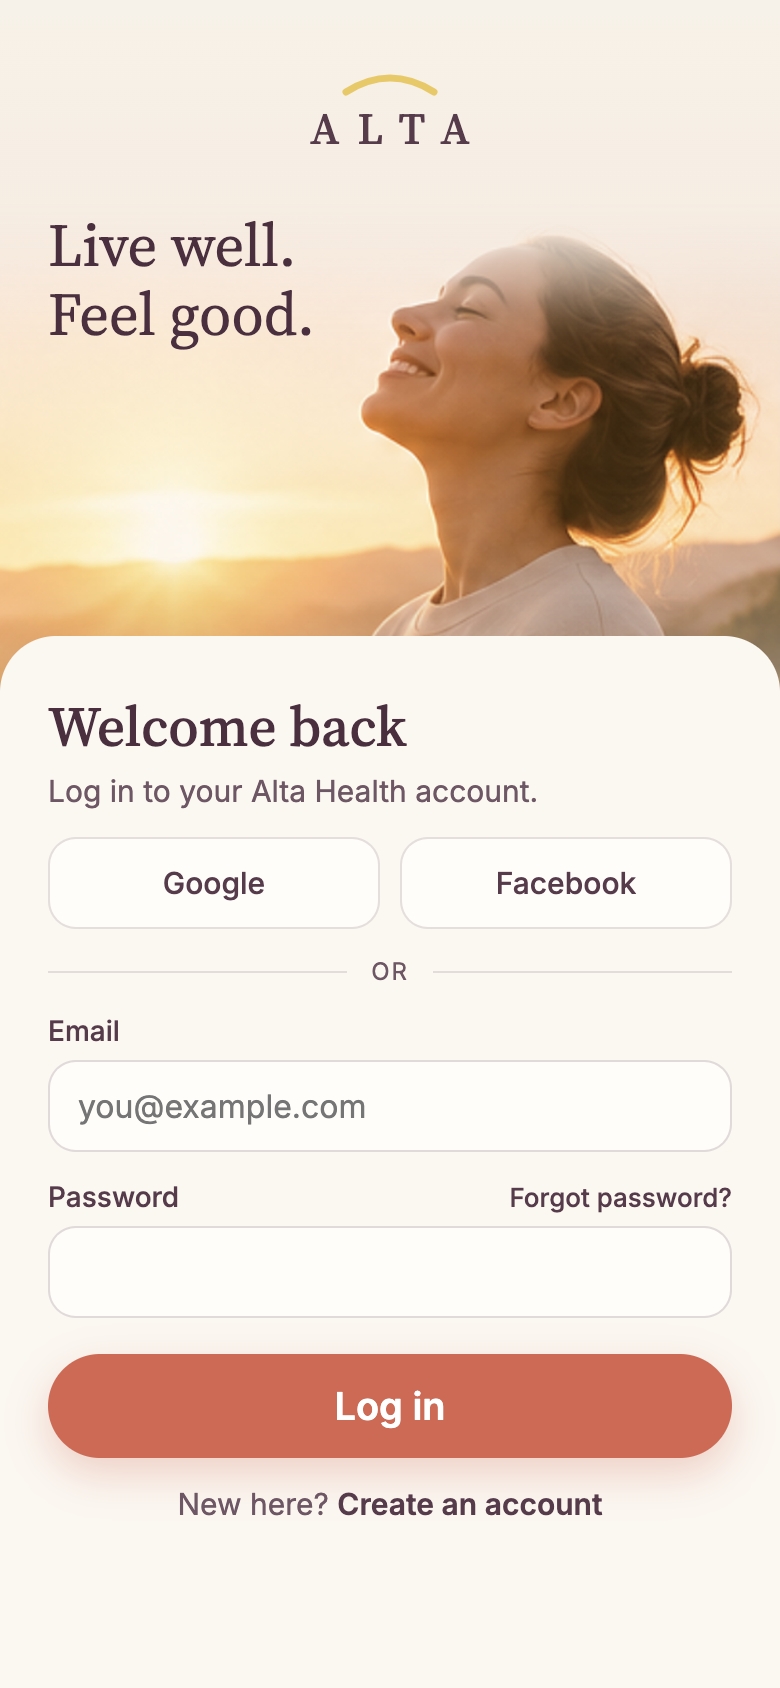 ALTA
Live well.
Feel good.
Welcome back
Log in to your Alta Health account.
Google
Facebook
OR
Email
you@example.com
Password
Forgot password?
Log in
New here? Create an account